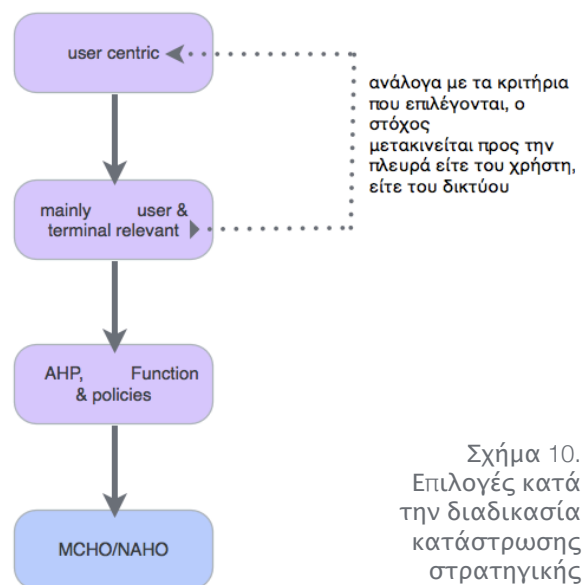 user centric
ανάλογα με τα κριτήρια
που επιλέγονται, ο
στόχος
μετακινείται προς την
πλευρά είτε του χρήστη,
είτε του δικτύου
mainly user &
terminal relevant
AHP, Function
& policies
MCHO/NAHO
Σχήμα 10.
Επιλογές κατά
την διαδικασία
κατάστρωσης
στρατηγικής